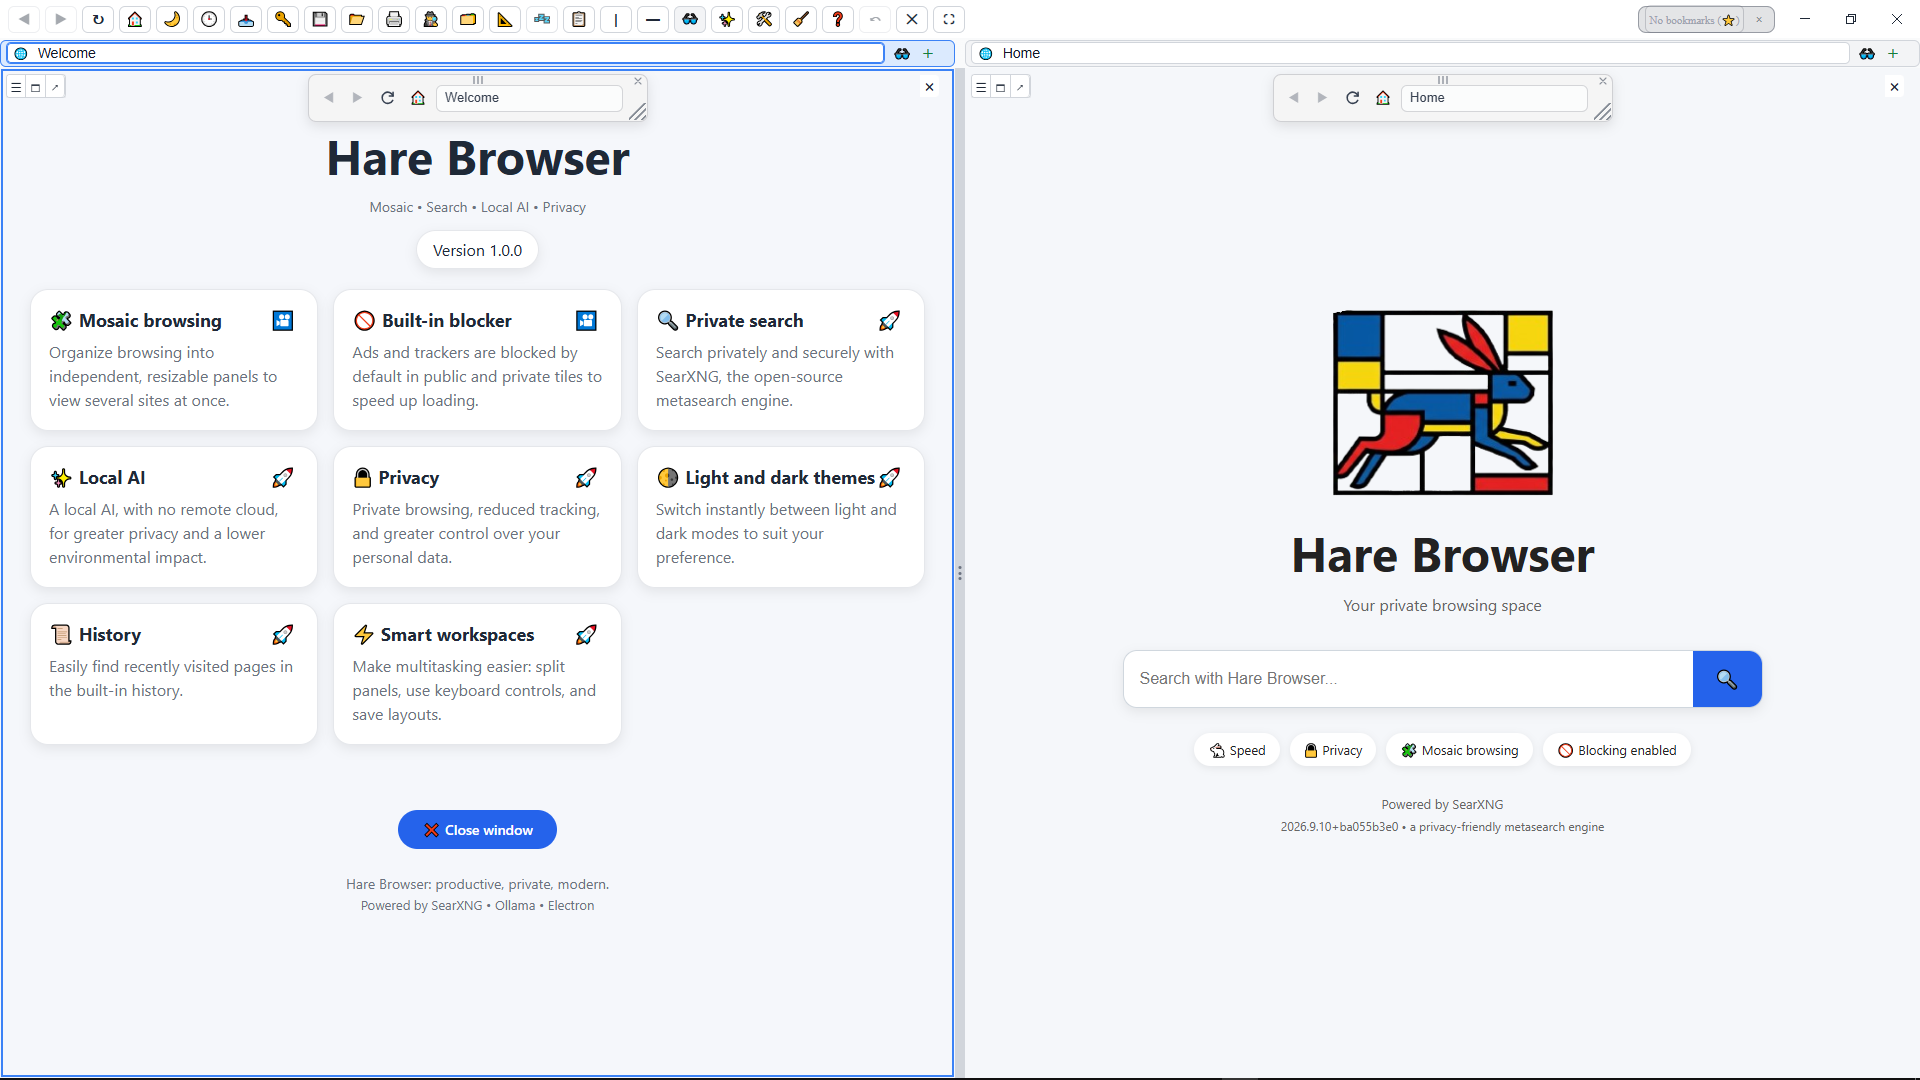 No bookmarks (⭐)
Welcome
Home
Welcome
Hare Browser
Mosaic • Search • Local AI • Privacy
Version 1.0.0
Mosaic browsing
Organize browsing into
independent, resizable panels to
view several sites at once.
Built-in blocker
Ads and trackers are blocked by
default in public and private tiles to
speed up loading.
Private search
Search privately and securely with
SearXNG, the open-source
metasearch engine.
Local AI
A local AI, with no remote cloud,
for greater privacy and a lower
environmental impact.
Privacy
Private browsing, reduced tracking,
and greater control over your
personal data.
Light and dark themes
Switch instantly between light and
dark modes to suit your
preference.
History
Easily find recently visited pages in
the built-in history.
Smart workspaces
Make multitasking easier: split
panels, use keyboard controls, and
save layouts.
Close window
Hare Browser: productive, private, modern.
Powered by SearXNG • Ollama • Electron
Home
Hare Browser
Your private browsing space
Search with Hare Browser...
Speed
Privacy
Mosaic browsing
Blocking enabled
Powered by SearXNG
2026.9.10+ba055b3e0 • a privacy-friendly metasearch engine